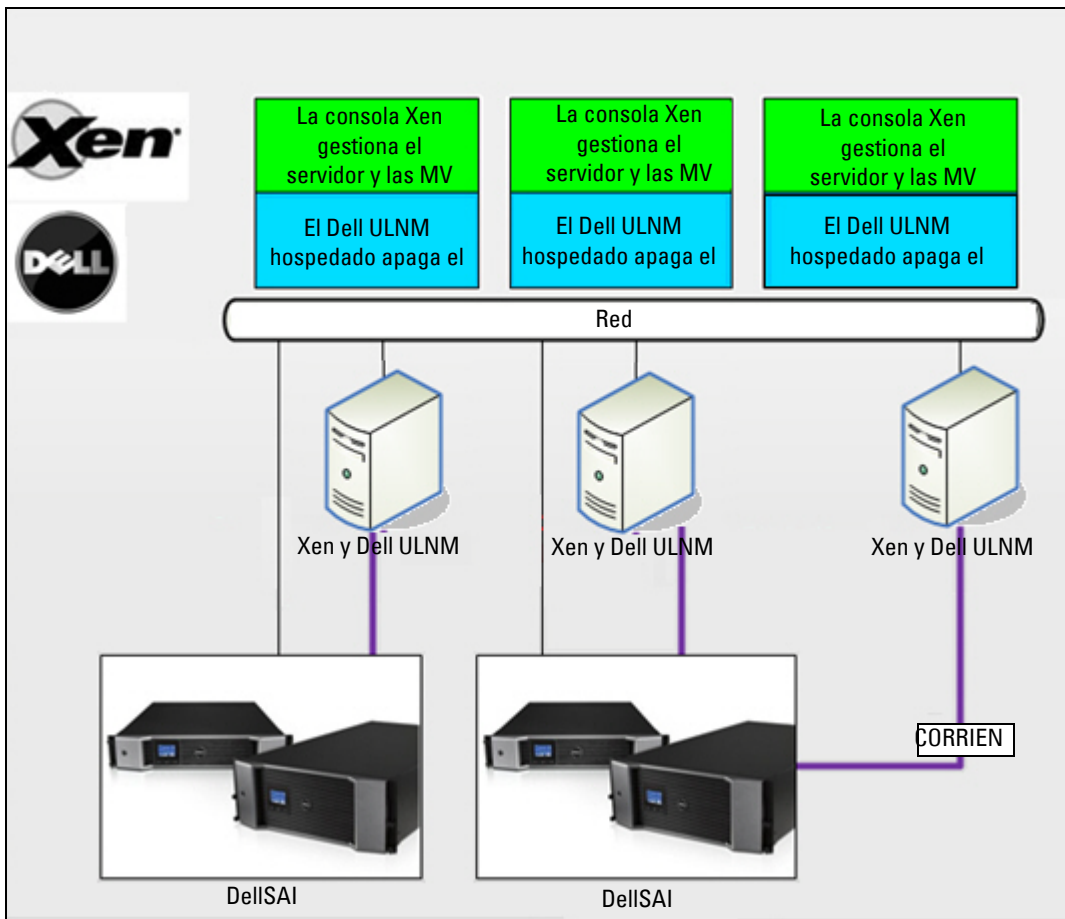 Xen
La consola Xen
gestiona el
servidor y las MV
La consola Xen
gestiona el
servidor y las MV
La consola Xen
gestiona el
servidor y las MV
DELL
El Dell ULNM
hospedado apaga el
El Dell ULNM
hospedado apaga el
El Dell ULNM
hospedado apaga el
Red
Xen y Dell ULNM
Xen y Dell ULNM
Xen y Dell ULNM
CORRIEN
DellSAI
DellSAI